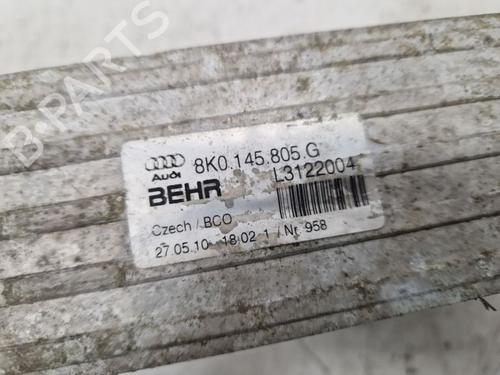 B-PARTS
8K0.145.805.G
AUDI
L3122004
BEHR
Czech / BCO
27.05.10 18:02 1 / Nr. 958